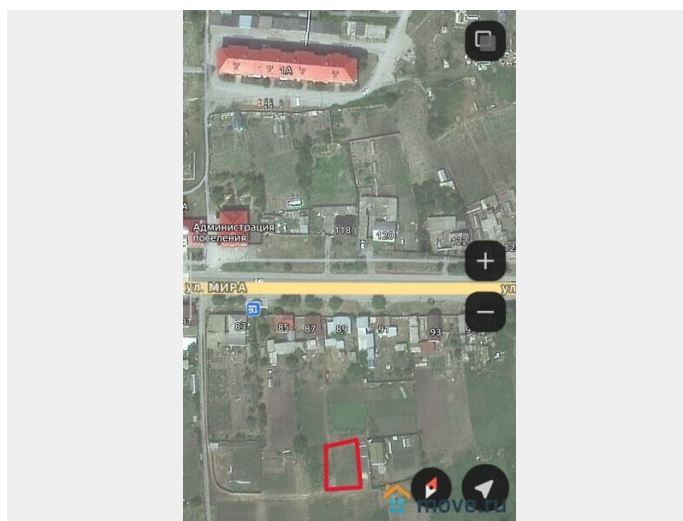 1А
Администрация
поселения
118
120
122
ул. МИРА
ул
83
85
87
89
91
93
move.ru